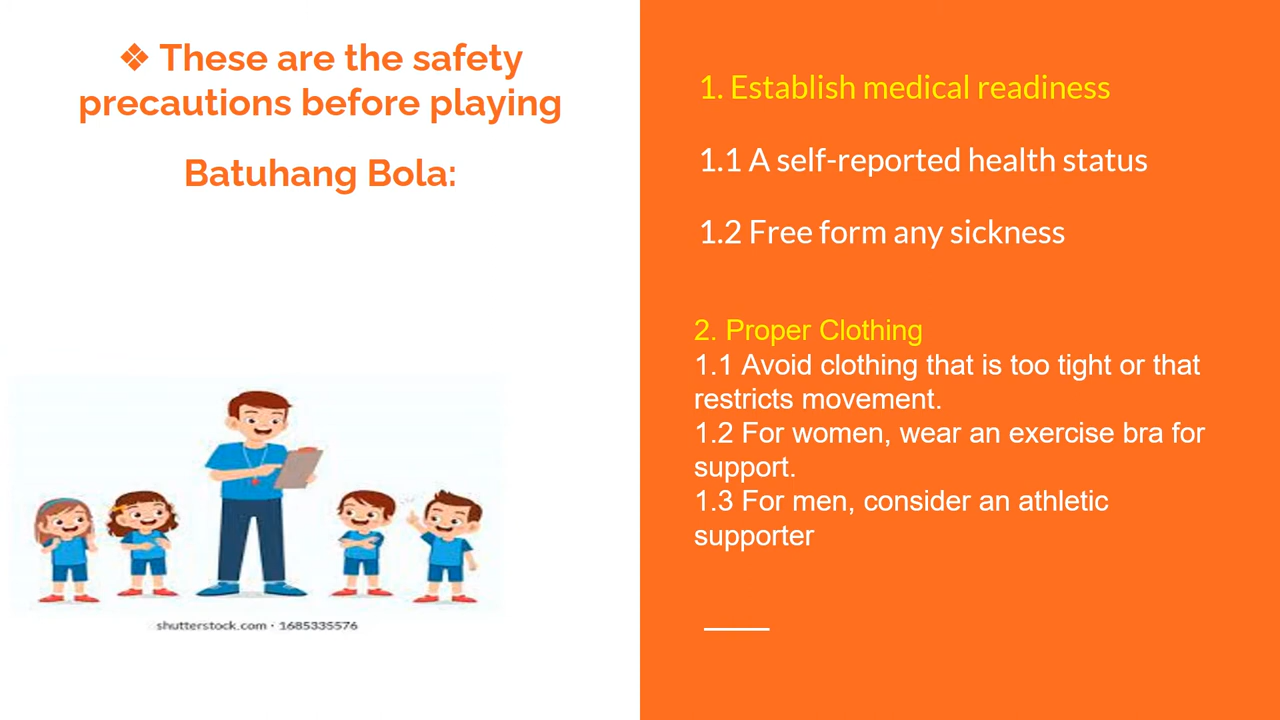 ❖ These are the safety
precautions before playing
Batuhang Bola:
shutterstock.com · 1685335576
1. Establish medical readiness
1.1 A self-reported health status
1.2 Free form any sickness
2. Proper Clothing
1.1 Avoid clothing that is too tight or that
restricts movement.
1.2 For women, wear an exercise bra for
support.
1.3 For men, consider an athletic
supporter